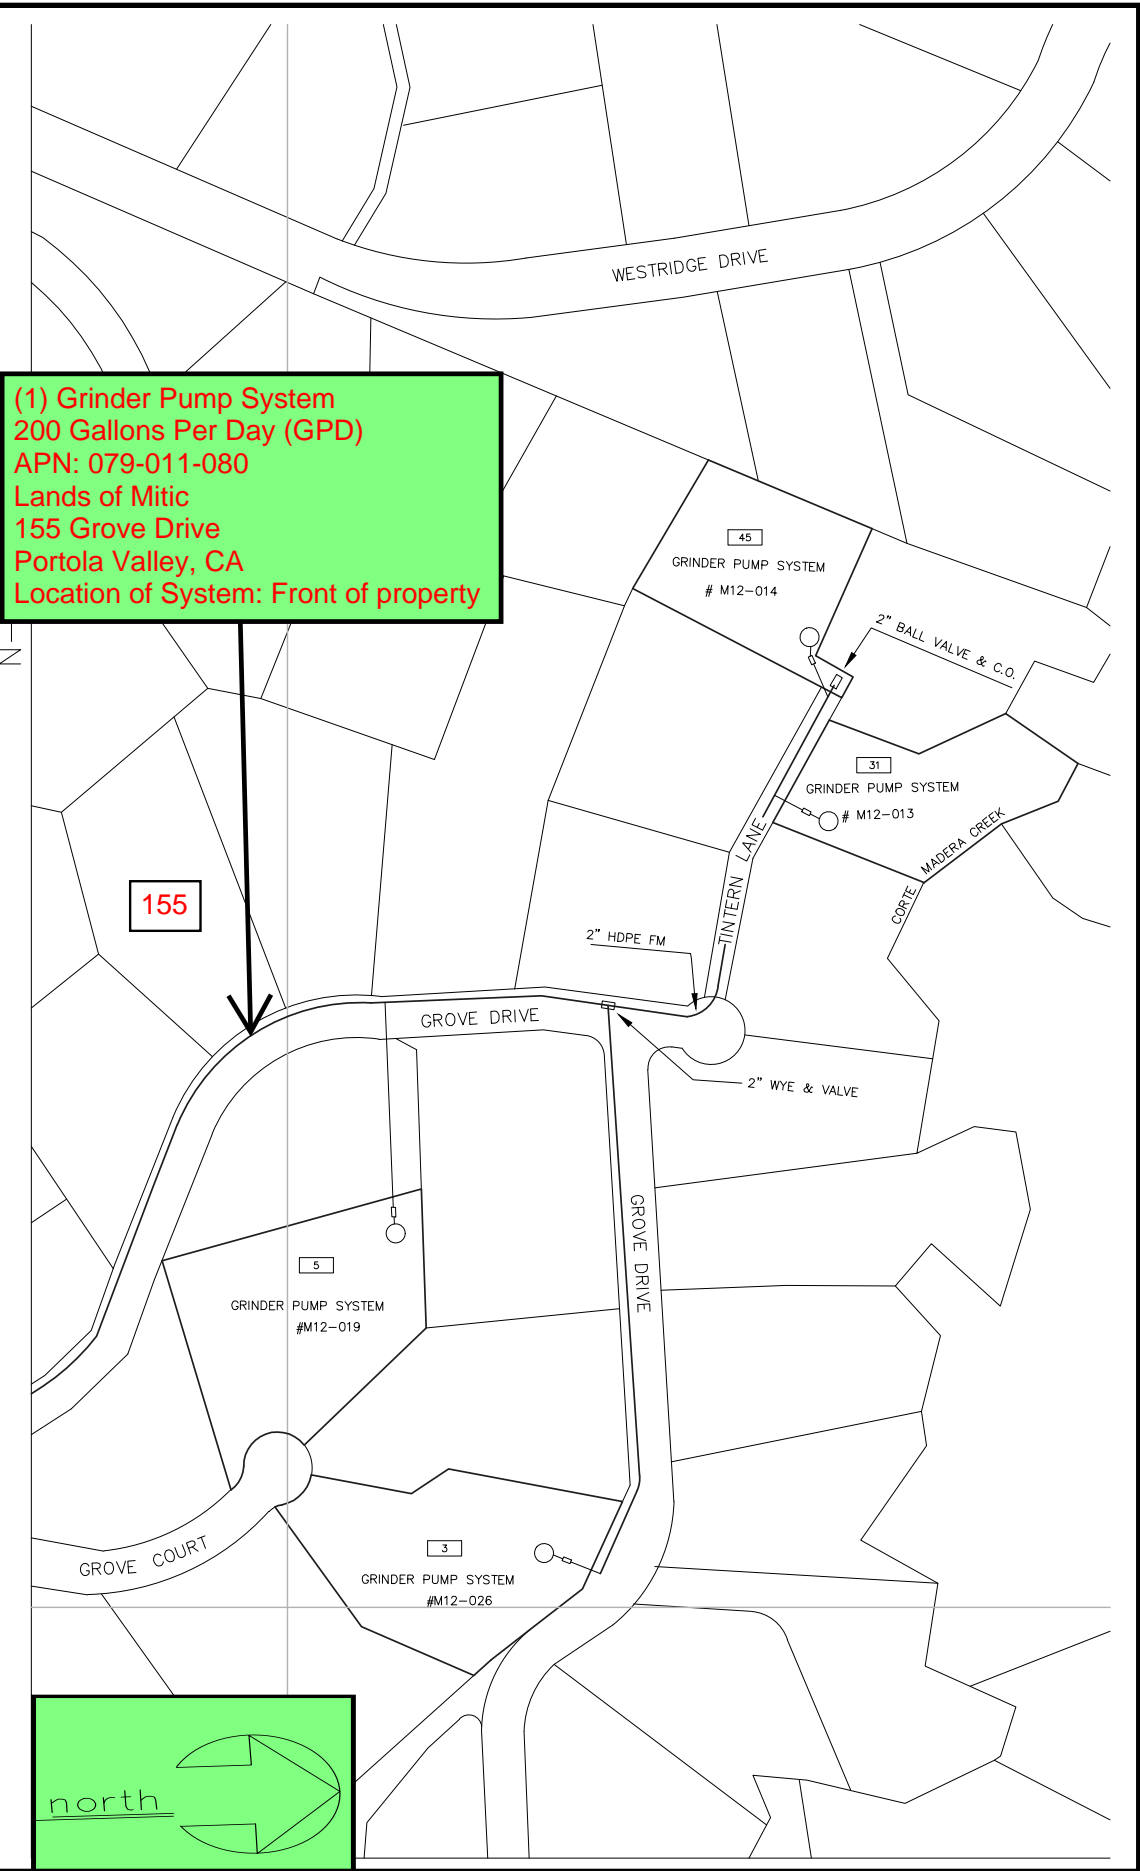 WESTRIDGE DRIVE
(1) Grinder Pump System
200 Gallons Per Day (GPD)
APN: 079-011-080
Lands of Mitic
155 Grove Drive
Portola Valley, CA
Location of System: Front of property
N
45
GRINDER PUMP SYSTEM
# M12-014
2" BALL VALVE & C.O.
31
GRINDER PUMP SYSTEM
# M12-013
CORTE MADERA CREEK
TINTERN LANE
155
2" HDPE FM
GROVE DRIVE
2" WYE & VALVE
GROVE DRIVE
5
GRINDER PUMP SYSTEM
#M12-019
GROVE COURT
3
GRINDER PUMP SYSTEM
#M12-026
north